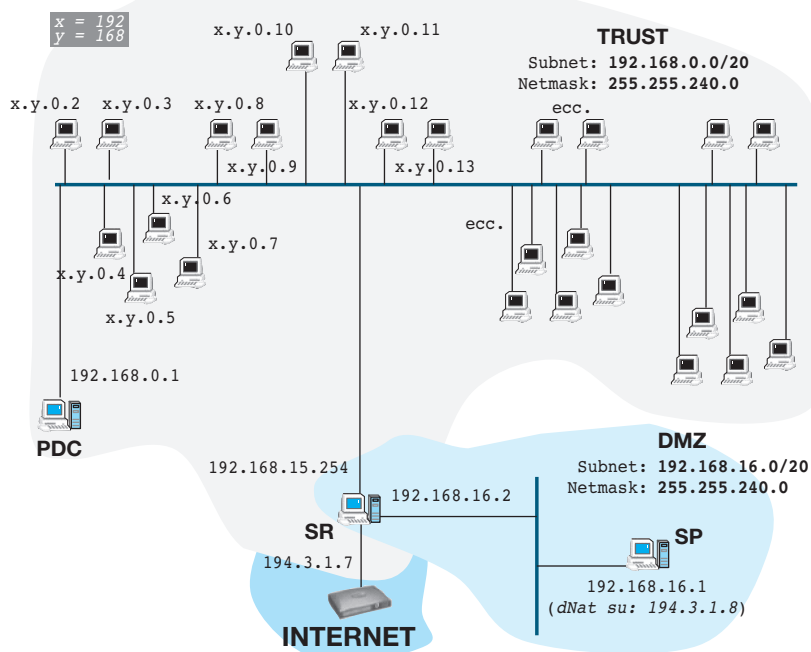 x = 192
y = 168
x.y.0.10
x.y.0.11
TRUST
Subnet: 192.168.0.0/20
Netmask: 255.255.240.0
x.y.0.2
x.y.0.3
x.y.0.8
x.y.0.12
ecc.
x.y.0.9
x.y.0.13
x.y.0.6
ecc.
x.y.0.7
x.y.0.4
x.y.0.5
192.168.0.1
PDC
DMZ
Subnet: 192.168.16.0/20
Netmask: 255.255.240.0
192.168.15.254
192.168.16.2
SR
SP
194.3.1.7
192.168.16.1
(dNat su: 194.3.1.8)
INTERNET